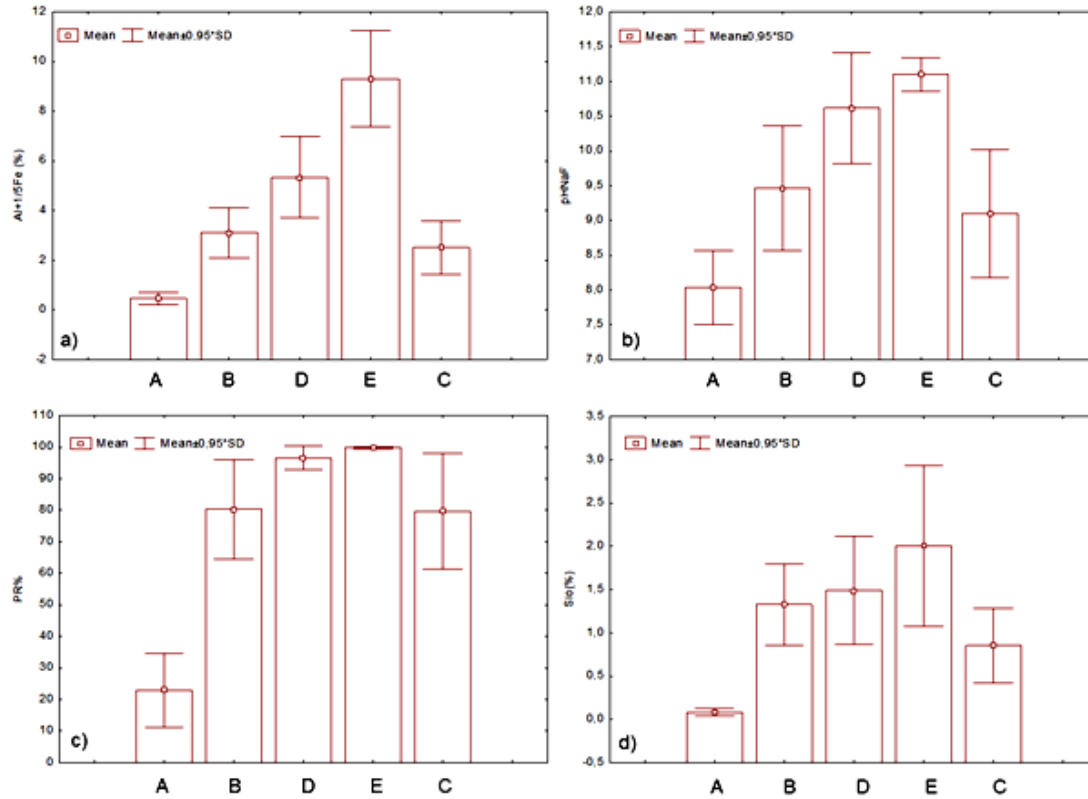 12
10
8
6
4
2
0
-2
Al+1/5Fe (%)
Mean Mean±0.95*SD
a)
A B D E C
12,0
11,5
11,0
10,5
10,0
9,5
9,0
8,5
8,0
7,5
7,0
pHNaF
Mean Mean±0,95*SD
b)
A B D E C
110
100
90
80
70
60
50
40
30
20
10
0
PR%
Mean Mean±0,95*SD
c)
A B D E C
3,5
3,0
2,5
2,0
1,5
1,0
0,5
0,0
-0,5
Sio(%)
Mean Mean±0,95*SD
d)
A B D E C